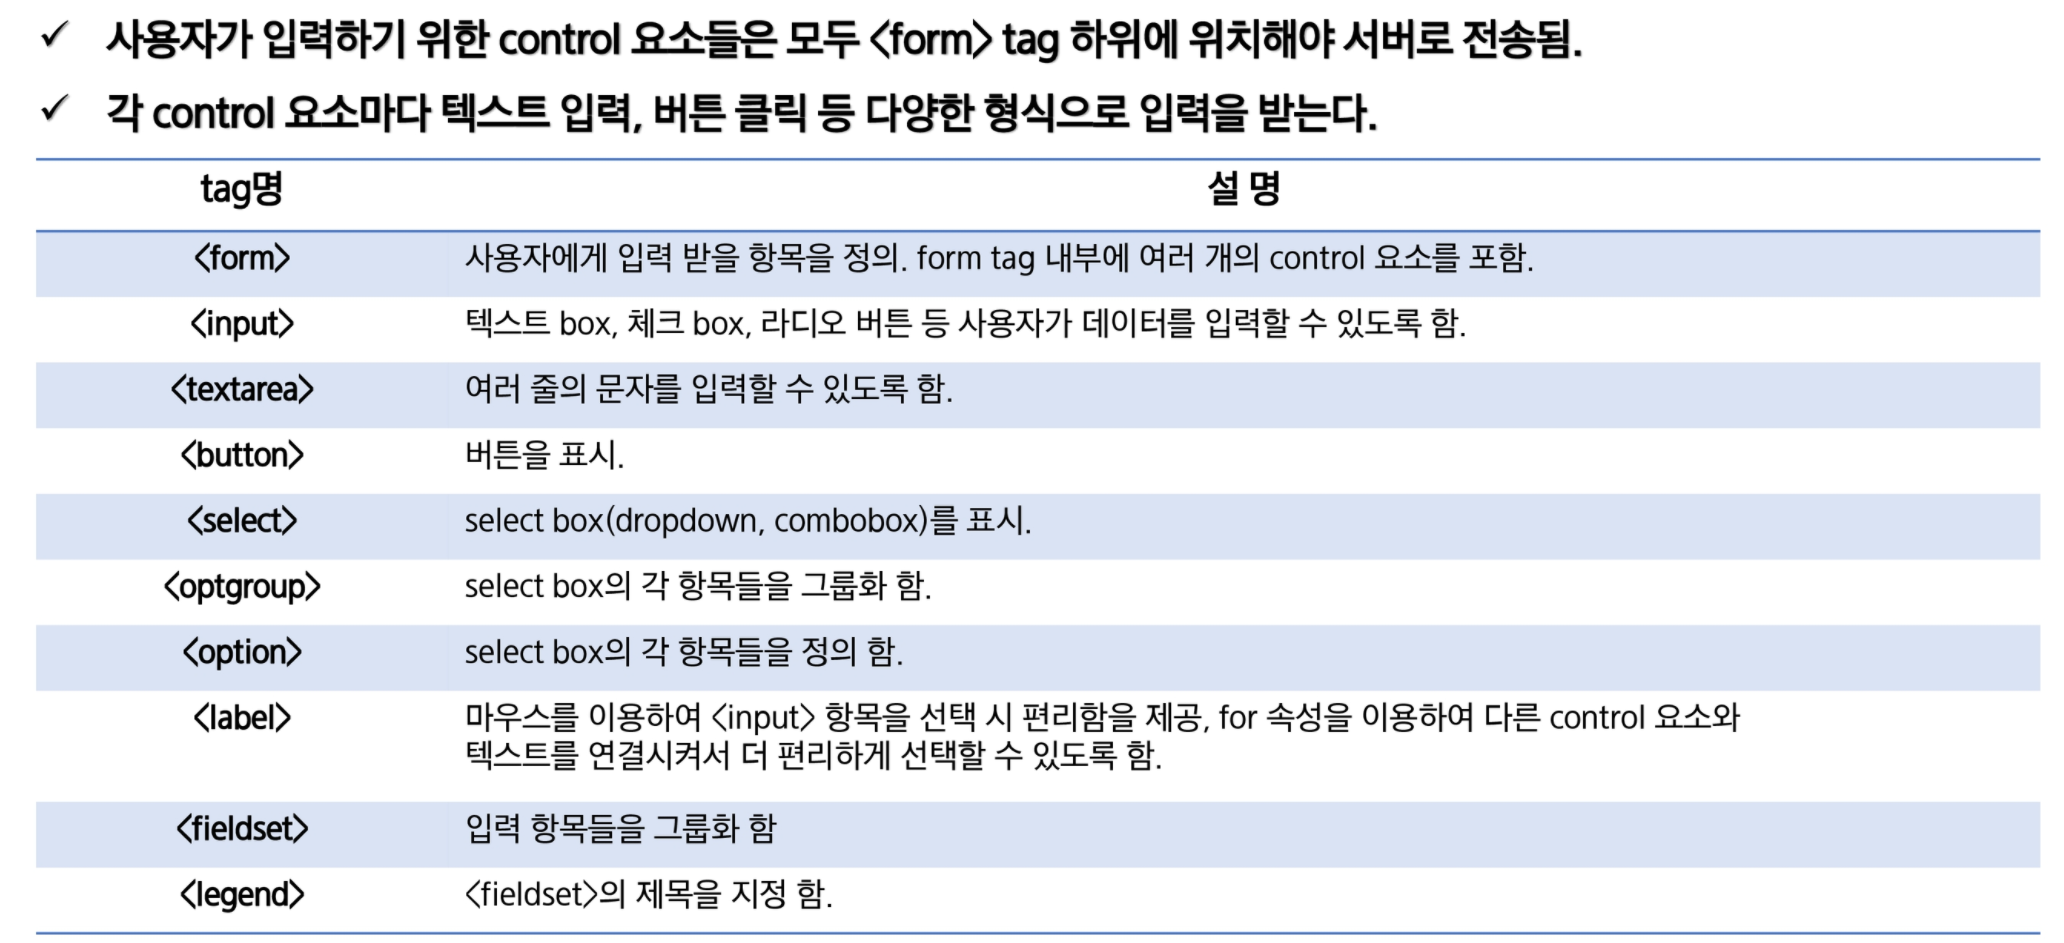 ✓ 사용자가 입력하기 위한 control 요소들은 모두 <form> tag 하위에 위치해야 서버로 전송됨.
✓ 각 control 요소마다 텍스트 입력, 버튼 클릭 등 다양한 형식으로 입력을 받는다.
tag명 설 명
<form> 사용자에게 입력 받을 항목을 정의. form tag 내부에 여러 개의 control 요소를 포함.
<input> 텍스트 box, 체크 box, 라디오 버튼 등 사용자가 데이터를 입력할 수 있도록 함.
<textarea> 여러 줄의 문자를 입력할 수 있도록 함.
<button> 버튼을 표시.
<select> select box(dropdown, combobox)를 표시.
<optgroup> select box의 각 항목들을 그룹화 함.
<option> select box의 각 항목들을 정의 함.
<label> 마우스를 이용하여 <input> 항목을 선택 시 편리함을 제공, for 속성을 이용하여 다른 control 요소와
텍스트를 연결시켜서 더 편리하게 선택할 수 있도록 함.
<fieldset> 입력 항목들을 그룹화 함
<legend> <fieldset>의 제목을 지정 함.